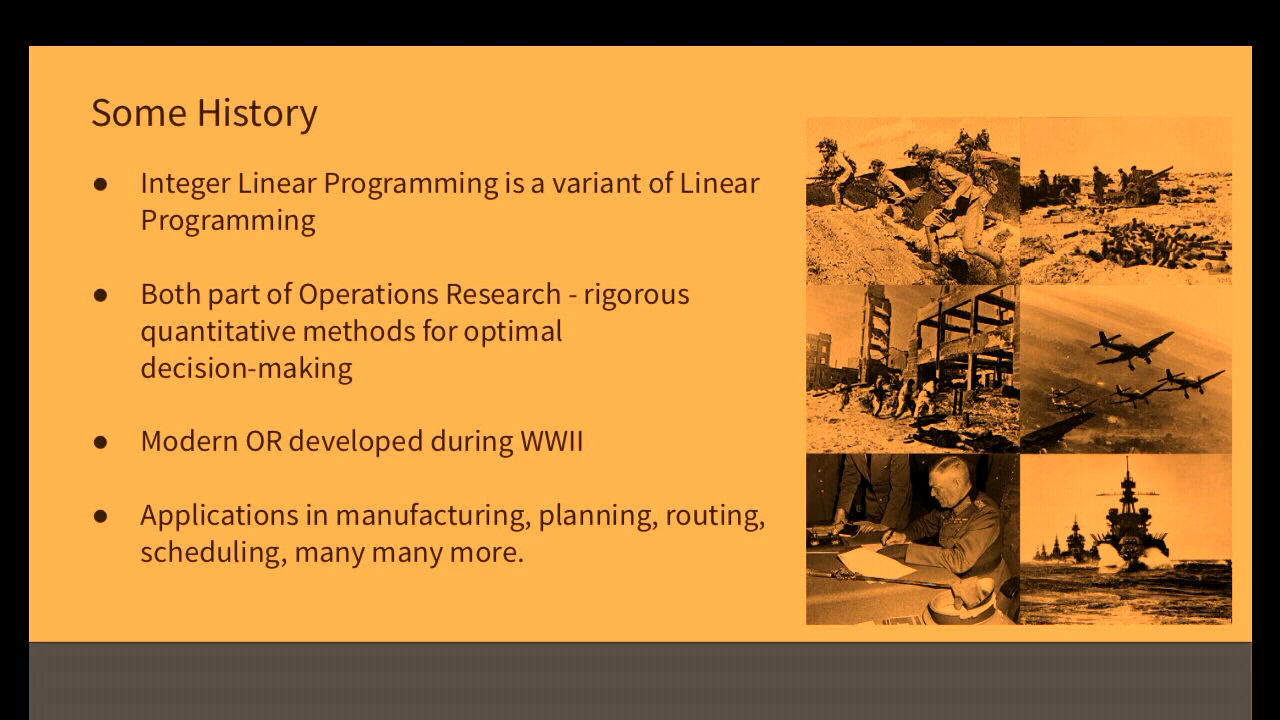 Some History
● Integer Linear Programming is a variant of Linear
Programming
● Both part of Operations Research - rigorous
quantitative methods for optimal
decision-making
● Modern OR developed during WWII
● Applications in manufacturing, planning, routing,
scheduling, many many more.